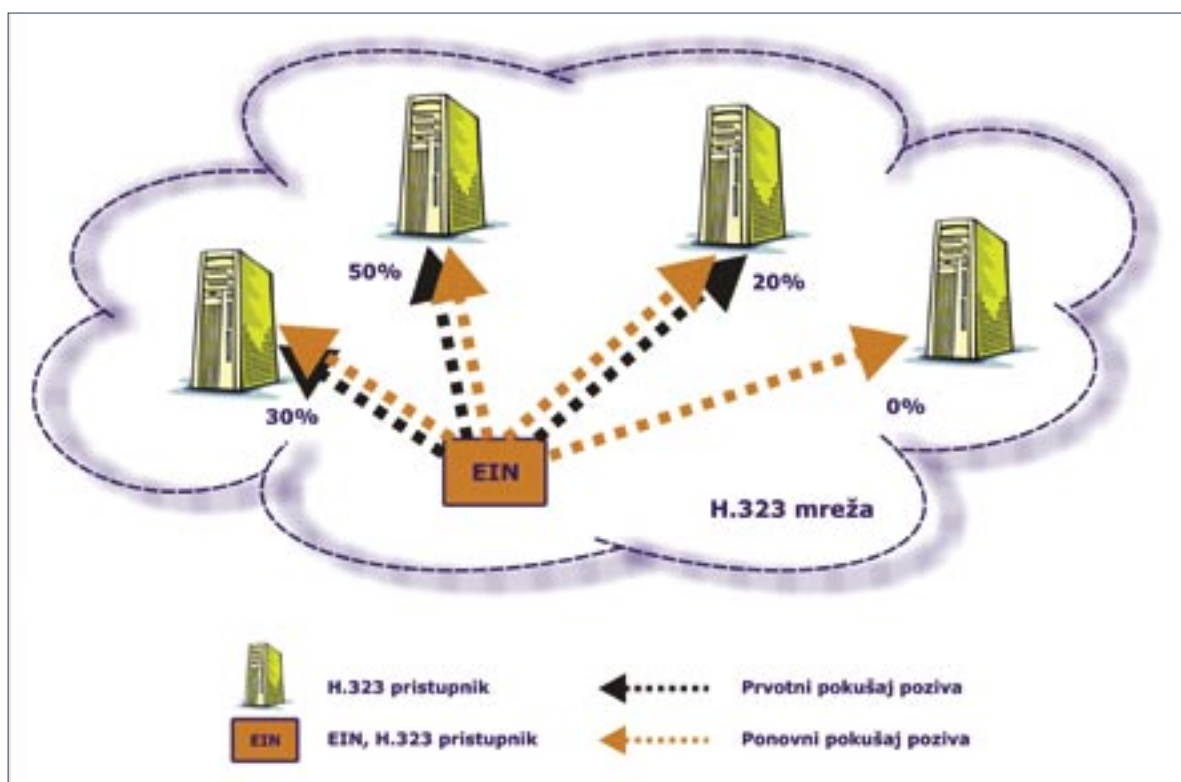 50%
20%
30%
0%
EIN
H.323 mreža
H.323 pristupnik
Prvotni pokušaj poziva
EIN
EIN, H.323 pristupnik
Ponovni pokušaj poziva